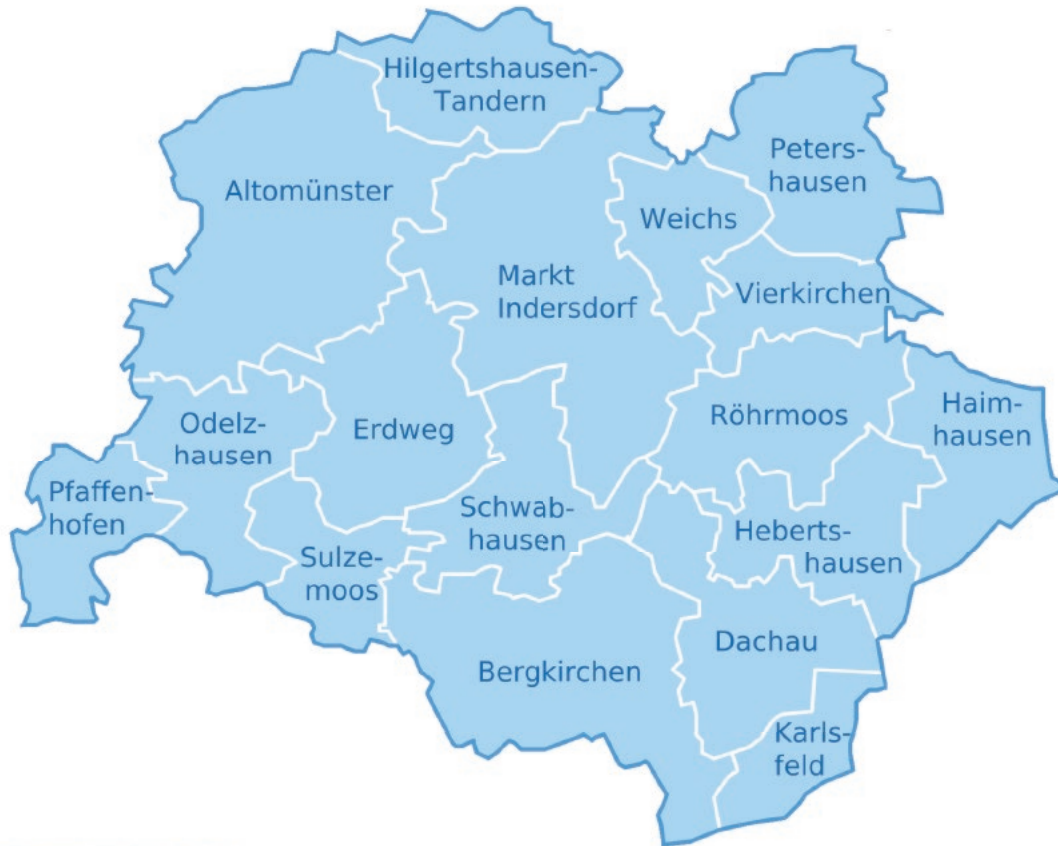 Hilgertshausen-
Tandern
Peters-
hausen
Altomünster
Weichs
Markt
Indersdorf
Vierkirchen
Odelz-
hausen
Erdweg
Röhrmoos
Haim-
hausen
Pfaffen-
hofen
Schwab-
hausen
Heberts-
hausen
Sulze-
moos
Dachau
Bergkirchen
Karls-
feld